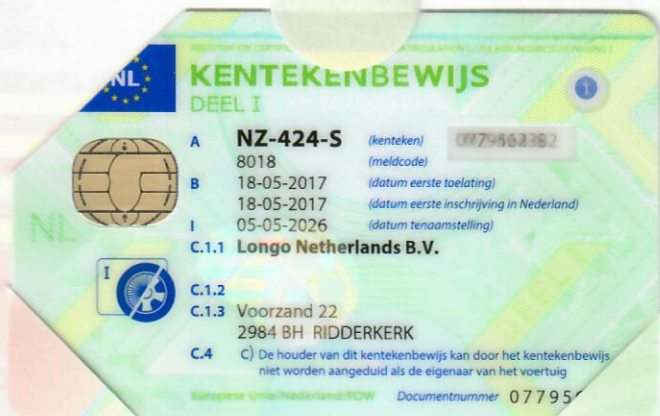 NL
KENTEKENBEWIJS
DEEL I
A NZ-424-S (kenteken)
8018 (meldcode)
B 18-05-2017 (datum eerste toelating)
18-05-2017 (datum eerste inschrijving in Nederland)
I 05-05-2026 (datum tenaamstelling)
C.1.1 Longo Netherlands B.V.
NL
I
C.1.2
C.1.3 Voorzand 22
2984 BH RIDDERKERK
C.4 C) De houder van dit kentekenbewijs kan door het kentekenbewijs
niet worden aangeduid als de eigenaar van het voertuig
Europese Unie/Nederland/RDW Documentnummer 07795